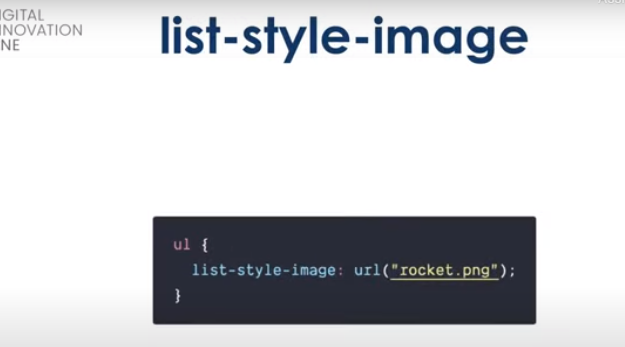 IGITAL
NNOVATION
NE
list-style-image
ul {
list-style-image: url("rocket.png");
}